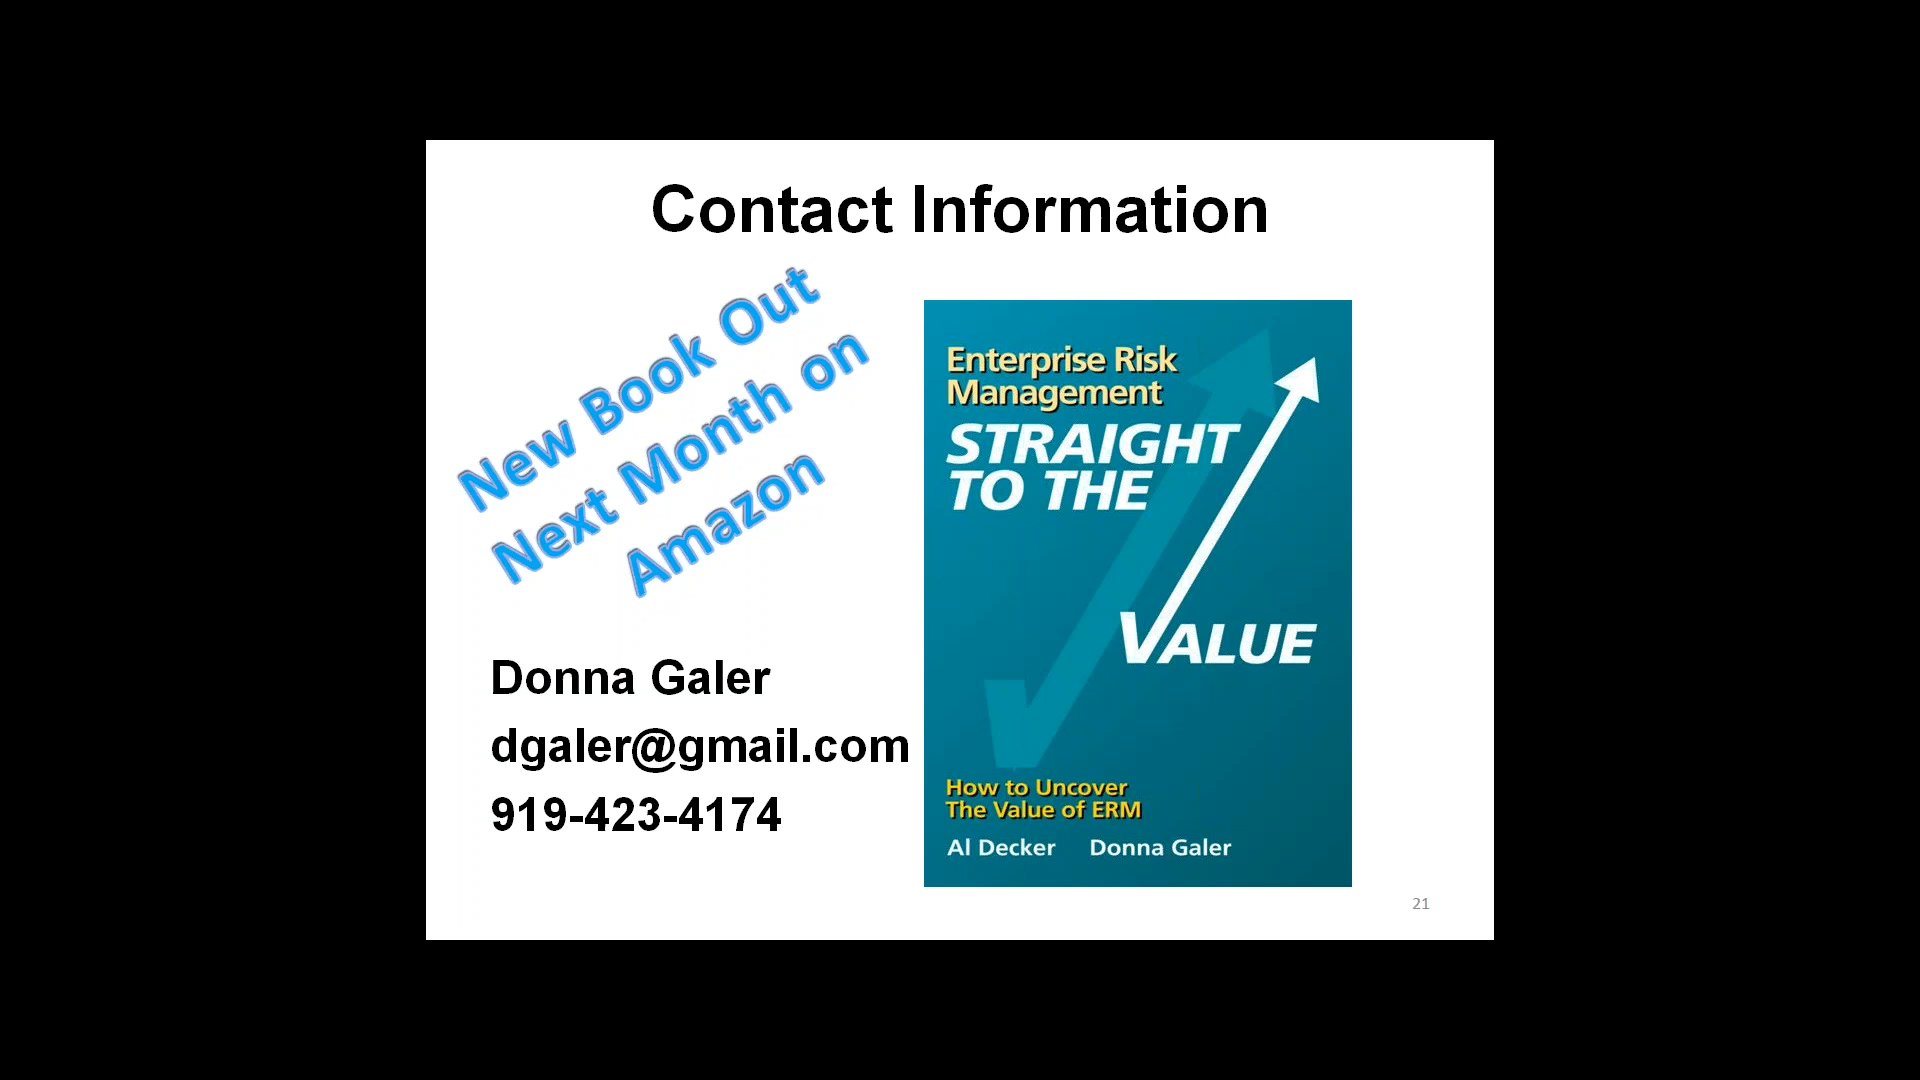 Contact Information
New Book Out
Next Month on
Amazon
Donna Galer
dgaler@gmail.com
919-423-4174
Enterprise Risk
Management
STRAIGHT
TO THE
VALUE
How to Uncover
The Value of ERM
Al Decker Donna Galer
21